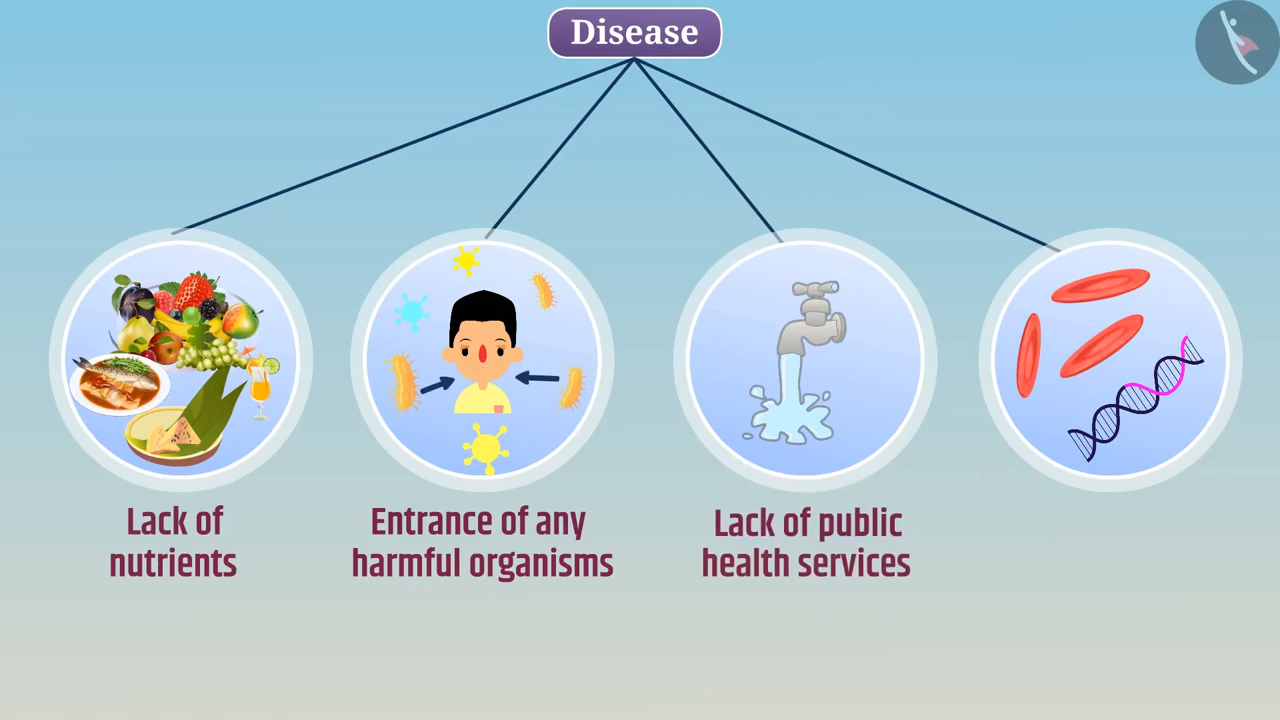 Disease
Lack of
nutrients
Entrance of any
harmful organisms
Lack of public
health services